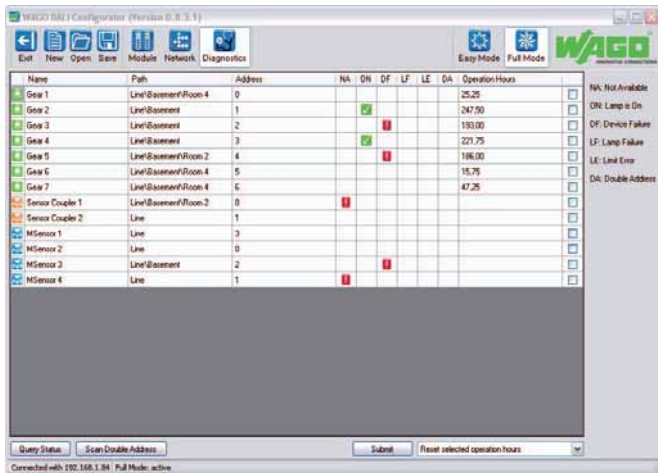 WAGO DALI Configurator (Version 0.8.3.1)
Exit New Open Save Module Network Diagnostics Easy Mode Full Mode
WAGO
INNOVATIVE CONNECTIONS
Name Path Address NA ON DF LF LE DA Operation Hours
Gear 1 Line\Basement\Room 4 0 25,25
Gear 2 Line\Basement 1 247,50
Gear 3 Line\Basement 2 193,00
Gear 4 Line\Basement 3 221,75
Gear 5 Line\Basement\Room 2 4 186,00
Gear 6 Line\Basement\Room 4 5 15,75
Gear 7 Line\Basement\Room 4 6 47,25
Sensor Coupler 1 Line\Basement\Room 2 0
Sensor Coupler 2 Line 1
MSensor 1 Line 3
MSensor 2 Line 0
MSensor 3 Line\Basement 2
MSensor 4 Line 1
NA: Not Available
ON: Lamp is On
DF: Device Failure
LF: Lamp Failure
LE: Limit Error
DA: Double Address
Query Status Scan Double Address Submit Reset selected operation hours
Connected with 192.168.1.84 Full Mode: active